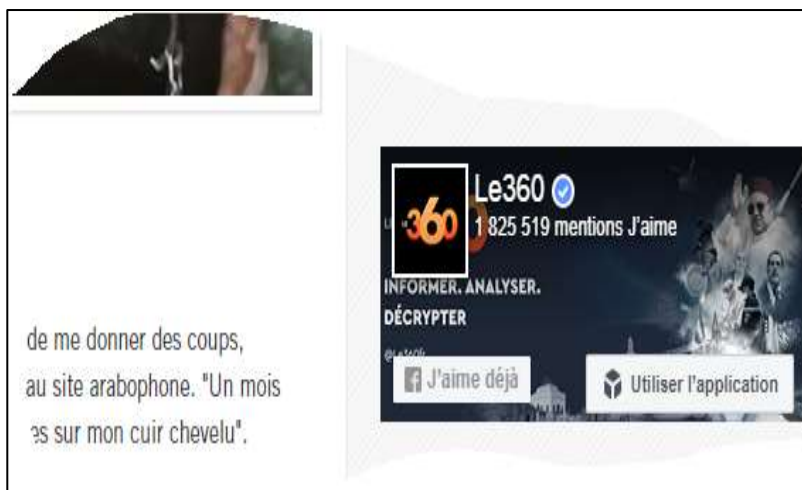 de me donner des coups,
au site arabophone. "Un mois
es sur mon cuir chevelu".
360
Le360
1 825 519 mentions J'aime
INFORMER. ANALYSER.
DÉCRYPTER
@Le360fr
J'aime déjà
Utiliser l'application